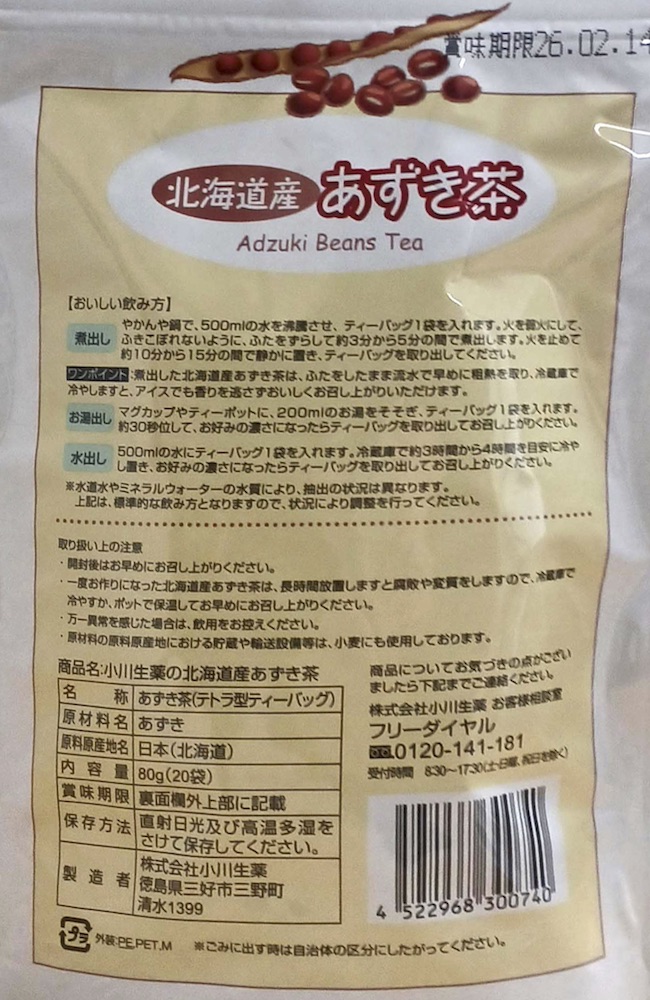 賞味期限26.02.14
北海道産 あずき茶
Adzuki Beans Tea
【おいしい飲み方】
煮出し
やかんや鍋で、500mlの水を沸騰させ、ティーバッグ1袋を入れます。火を弱火にして、
ふきこぼれないように、ふたをずらして約3分から5分の間で煮出します。火を止めて
約10分から15分の間で静かに置き、ティーバッグを取り出してください。
ワンポイント:煮出した北海道産あずき茶は、ふたをしたまま流水で早めに粗熱を取り、冷蔵庫で
冷やしますと、アイスでも香りを逃さずおいしくお召し上がりいただけます。
お湯出し
マグカップやティーポットに、200mlのお湯をそそぎ、ティーバッグ1袋を入れます。
約30秒位して、お好みの濃さになったらティーバッグを取り出してお召し上がりください。
水出し
500mlの水にティーバッグ1袋を入れます。冷蔵庫で約3時間から4時間を目安に冷や
し置き、お好みの濃さになったらティーバッグを取り出してお召し上がりください。
※水道水やミネラルウォーターの水質により、抽出の状況は異なります。
上記は、標準的な飲み方となりますので、状況により調整を行ってください。
取り扱い上の注意
・開封後はお早めにお召し上がりください。
・一度お作りになった北海道産あずき茶は、長時間放置しますと腐敗や変質をしますので、冷蔵庫で
冷やすか、ポットで保温してお早めにお召し上がりください。
・万一異常を感じた場合は、飲用をお控えください。
・原材料の原料原産地における貯蔵や輸送設備等は、小麦にも使用しております。
商品名:小川生薬の北海道産あずき茶
名称 あずき茶(テトラ型ティーバッグ)
原材料名 あずき
原料原産地名 日本(北海道)
内容量 80g(20袋)
賞味期限 裏面欄外上部に記載
保存方法 直射日光及び高温多湿を
さけて保存してください。
製造者 株式会社小川生薬
徳島県三好市三野町
清水1399
商品についてお気づきの点がござい
ましたら下記までご連絡ください。
株式会社小川生薬 お客様相談室
フリーダイヤル
0120-141-181
受付時間 8:30〜17:30(土・日曜、祝日を除く)
4 522968 300740
プラ 外装:PE,PET,M ※ごみに出す時は自治体の区分にしたがってください。